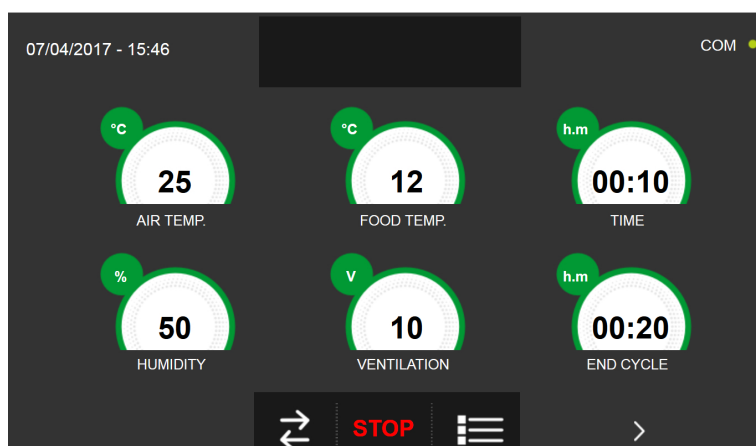 07/04/2017 - 15:46
COM
°C
25
AIR TEMP.
°C
12
FOOD TEMP.
h.m
00:10
TIME
%
50
HUMIDITY
V
10
VENTILATION
h.m
00:20
END CYCLE
STOP